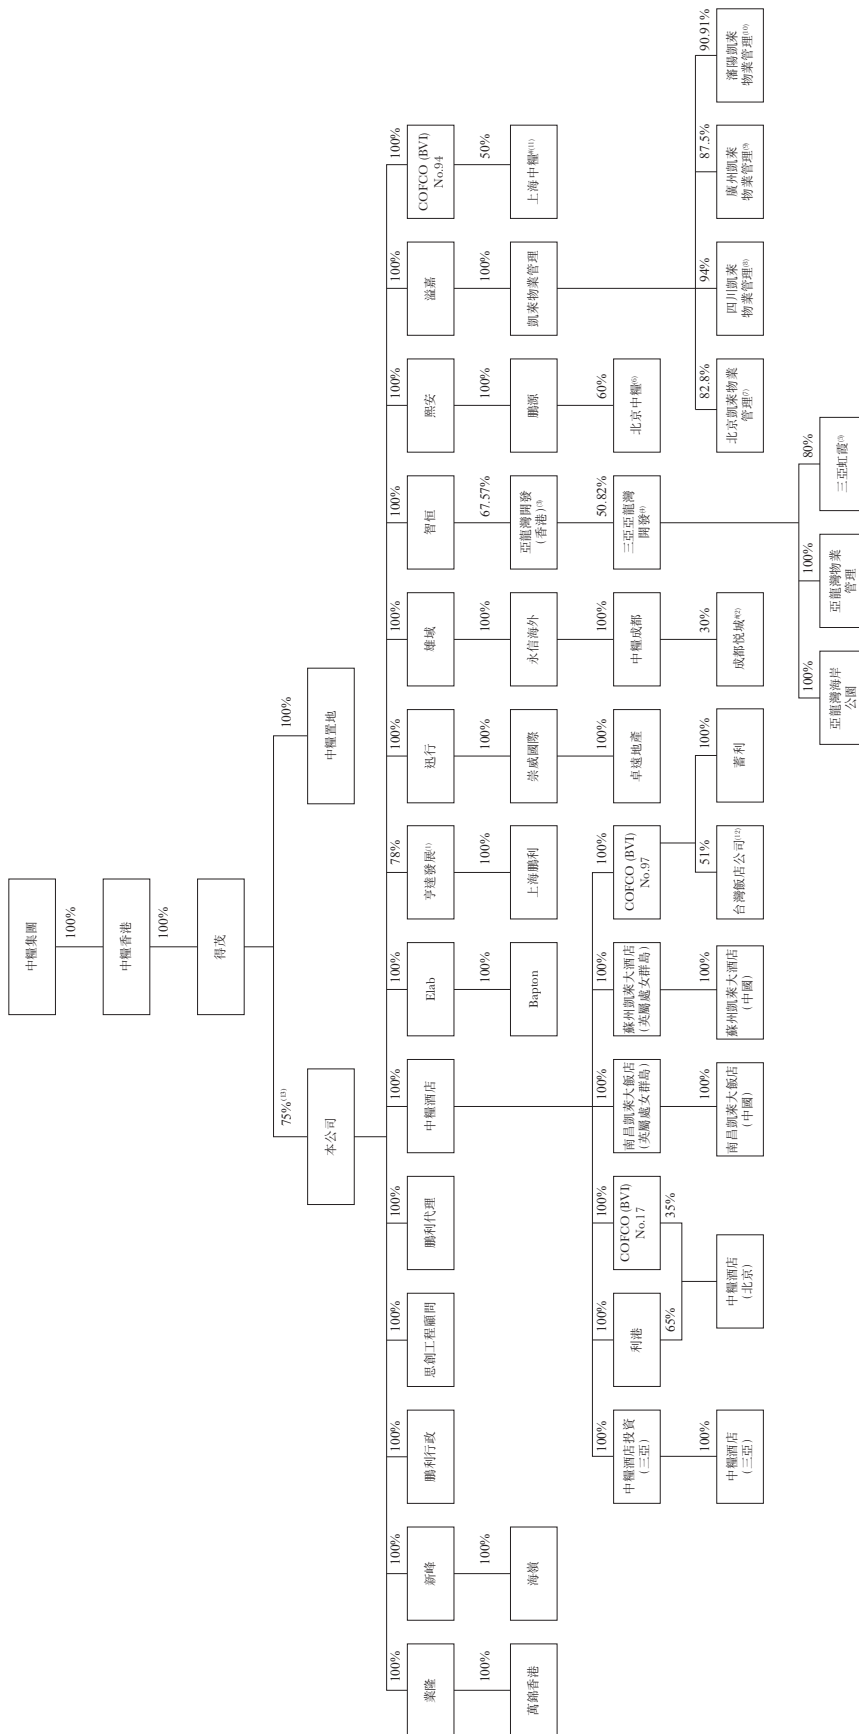 中糧集團
100%
中糧香港
100%
得茂
75%⁽¹³⁾
100%
本公司
中糧置地
100%
100%
100%
100%
100%
100%
100%
78%
100%
100%
100%
100%
100%
100%
業隆
新峰
鵬利行政
思創工程顧問
鵬利代理
中糧酒店
Elab
亨達發展⁽¹⁾
迅行
雄域
智恒
熙安
溢嘉
COFCO (BVI)
No.94
100%
100%
100%
100%
100%
100%
67.57%
100%
100%
50%
萬錦香港
海嶺
Bapton
上海鵬利
崇威國際
永信海外
亞龍灣開發
(香港)⁽³⁾
鵬源
凱萊物業管理
上海中糧#⁽¹¹⁾
100%
100%
100%
100%
100%
100%
100%
100%
50.82%
60%
中糧酒店投資
(三亞)
利港
COFCO (BVI)
No.17
南昌凱萊大飯店
(英屬處女群島)
蘇州凱萊大酒店
(英屬處女群島)
COFCO (BVI)
No.97
卓遠地產
中糧成都
三亞亞龍灣
開發⁽⁴⁾
北京中糧⁽⁶⁾
100%
65%
35%
100%
100%
51%
100%
30%
82.8%
94%
87.5%
90.91%
中糧酒店
(三亞)
中糧酒店
(北京)
南昌凱萊大飯店
(中國)
蘇州凱萊大酒店
(中國)
台灣飯店公司⁽¹²⁾
蓄利
成都悅城#⁽²⁾
北京凱萊物業
管理⁽⁷⁾
四川凱萊
物業管理⁽⁸⁾
廣州凱萊
物業管理⁽⁹⁾
瀋陽凱萊
物業管理⁽¹⁰⁾
100%
100%
80%
亞龍灣海岸
公園
亞龍灣物業
管理
三亞虹霞⁽⁵⁾